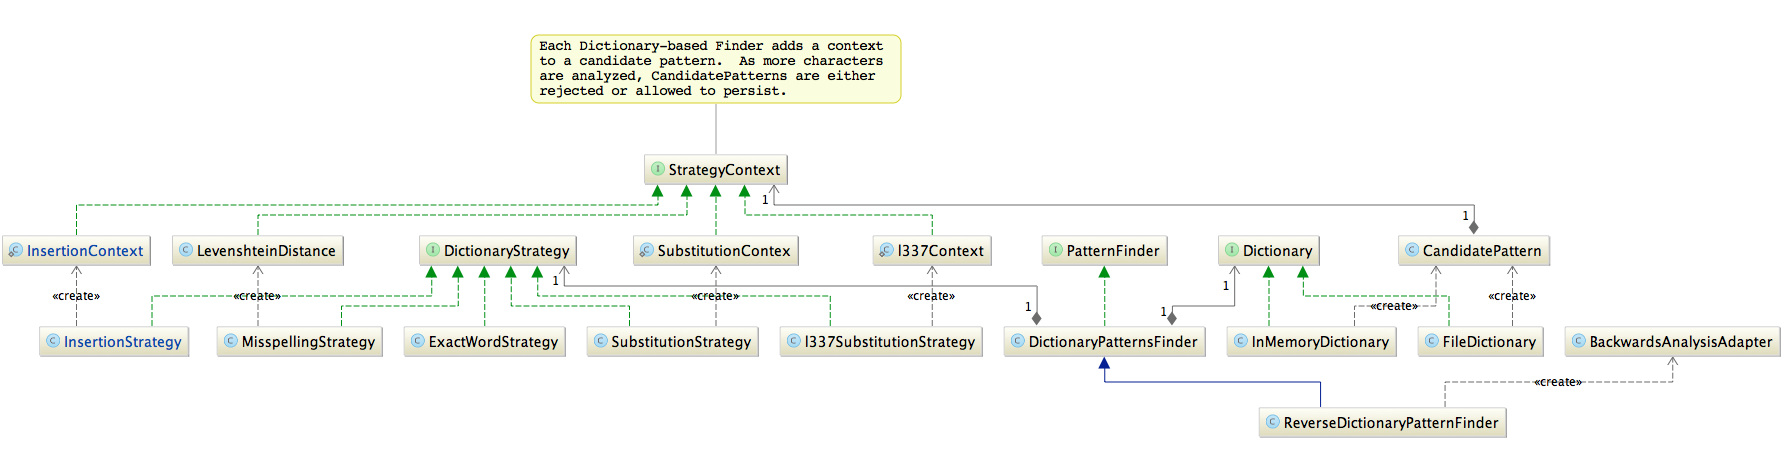 Each Dictionary-based Finder adds a context
to a candidate pattern.  As more characters
are analyzed, CandidatePatterns are either
rejected or allowed to persist.
I StrategyContext
1
1
C InsertionContext
C LevenshteinDistance
I DictionaryStrategy
C SubstitutionContex
C l337Context
I PatternFinder
I Dictionary
C CandidatePattern
1
1
«create»
«create»
«create»
«create»
«create»
«create»
1
1
C InsertionStrategy
C MisspellingStrategy
C ExactWordStrategy
C SubstitutionStrategy
C l337SubstitutionStrategy
C DictionaryPatternsFinder
C InMemoryDictionary
C FileDictionary
C BackwardsAnalysisAdapter
«create»
C ReverseDictionaryPatternFinder